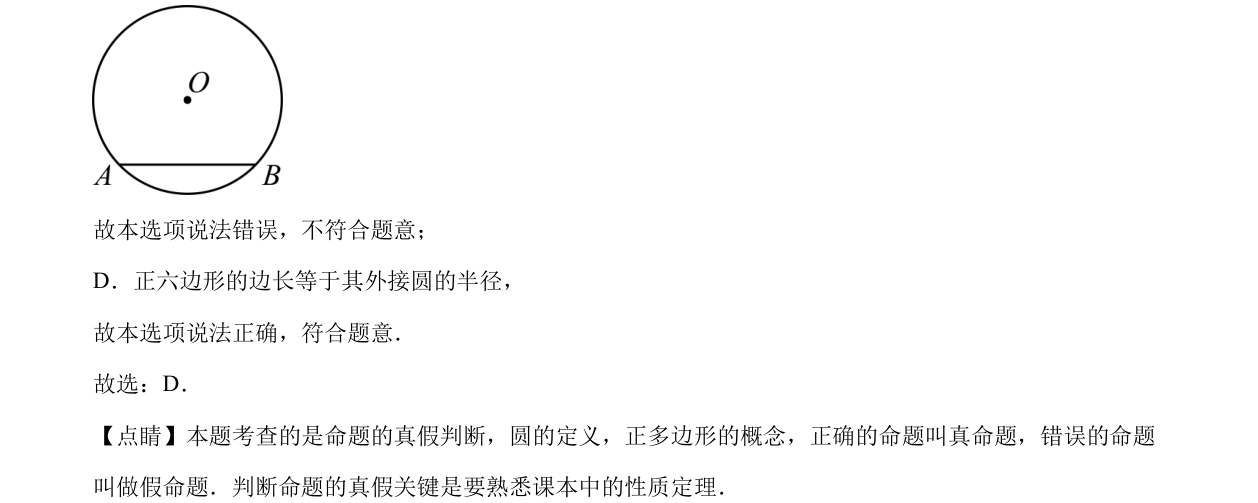 O
A
B
故本选项说法错误，不符合题意；
D．正六边形的边长等于其外接圆的半径，
故本选项说法正确，符合题意．
故选：D．
【点睛】本题考查的是命题的真假判断，圆的定义，正多边形的概念，正确的命题叫真命题，错误的命题
叫做假命题．判断命题的真假关键是要熟悉课本中的性质定理．